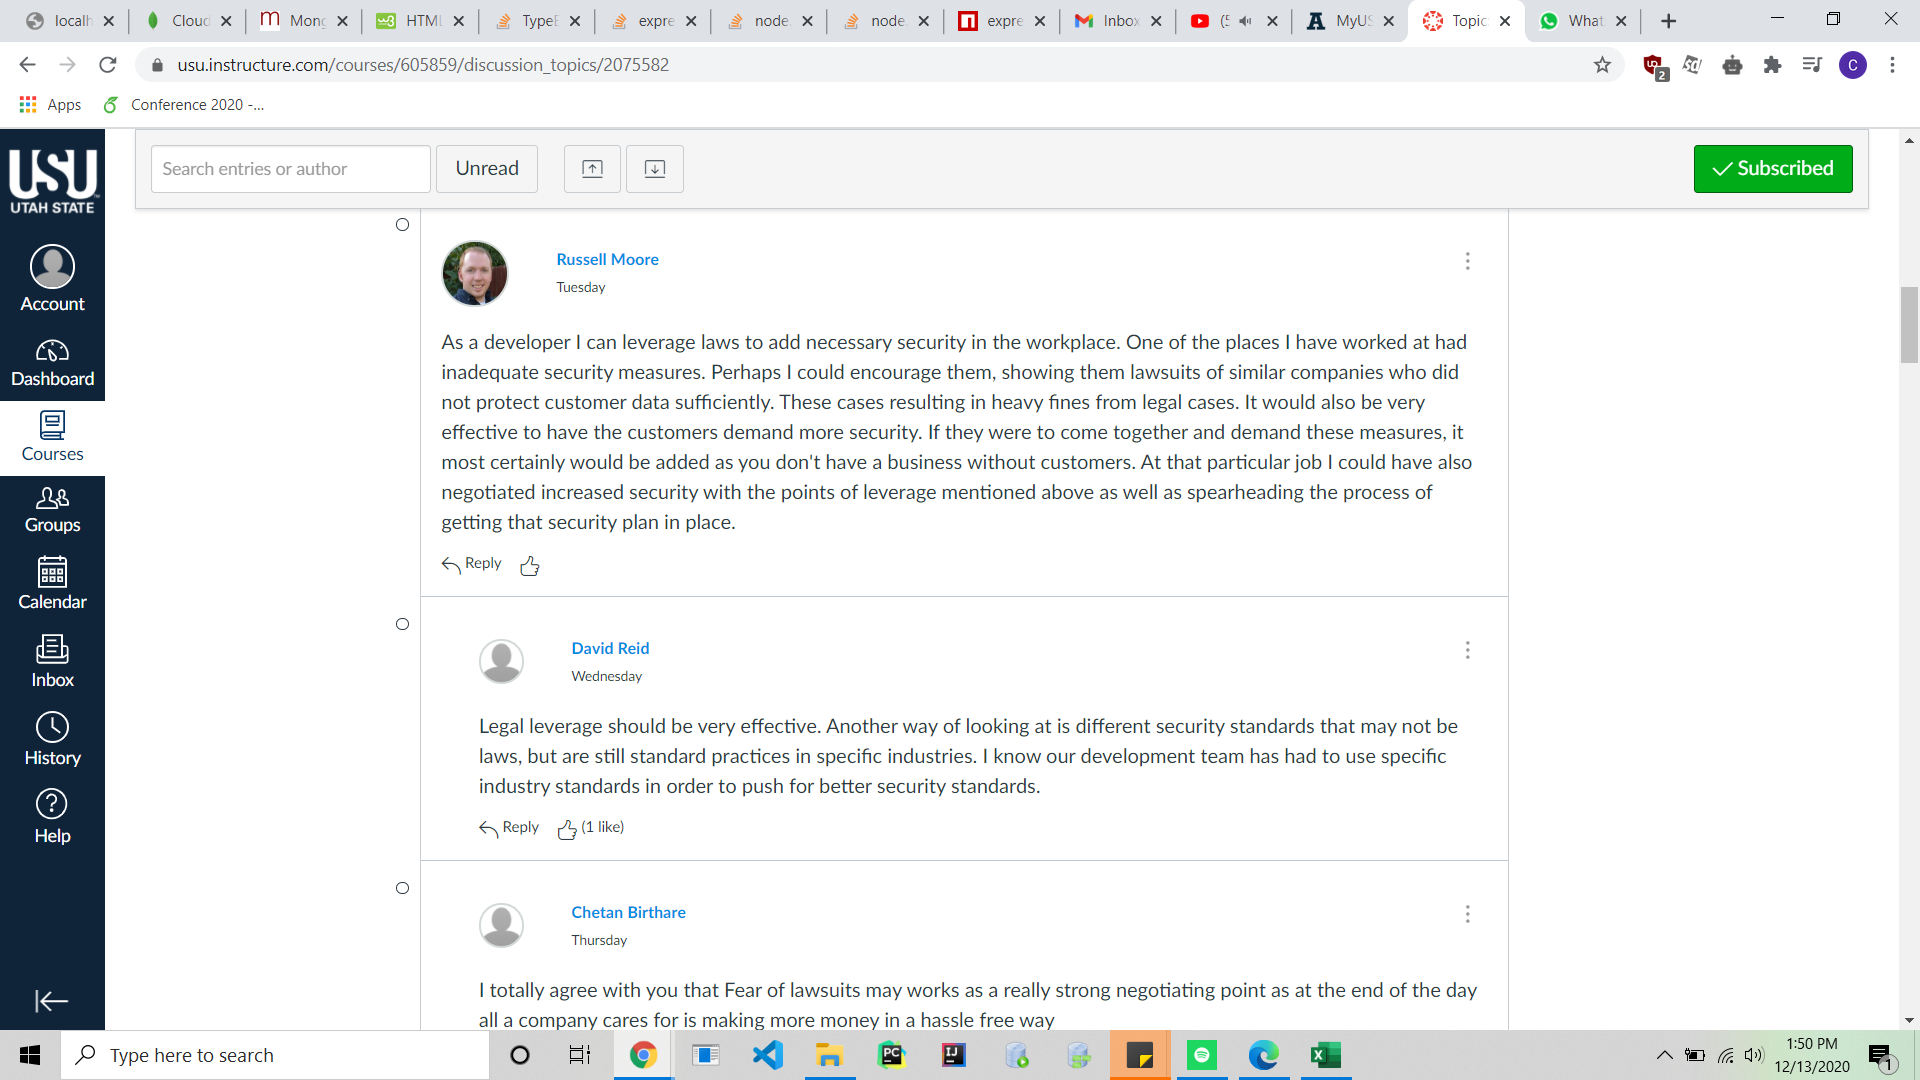 localh
Cloud
Mong
HTML
TypeE
expre
node.
node.
expre
Inbox
(5
MyUS
Topic
What
usu.instructure.com/courses/605859/discussion_topics/2075582
2
C
Apps
Conference 2020 -...
USU
UTAH STATE
Account
Dashboard
Courses
Groups
Calendar
Inbox
History
Help
Search entries or author
Unread
Subscribed
Russell Moore
Tuesday
As a developer I can leverage laws to add necessary security in the workplace. One of the places I have worked at had
inadequate security measures. Perhaps I could encourage them, showing them lawsuits of similar companies who did
not protect customer data sufficiently. These cases resulting in heavy fines from legal cases. It would also be very
effective to have the customers demand more security. If they were to come together and demand these measures, it
most certainly would be added as you don't have a business without customers. At that particular job I could have also
negotiated increased security with the points of leverage mentioned above as well as spearheading the process of
getting that security plan in place.
Reply
David Reid
Wednesday
Legal leverage should be very effective. Another way of looking at is different security standards that may not be
laws, but are still standard practices in specific industries. I know our development team has had to use specific
industry standards in order to push for better security standards.
Reply (1 like)
Chetan Birthare
Thursday
I totally agree with you that Fear of lawsuits may works as a really strong negotiating point as at the end of the day
all a company cares for is making more money in a hassle free way
Type here to search
1:50 PM
12/13/2020
1